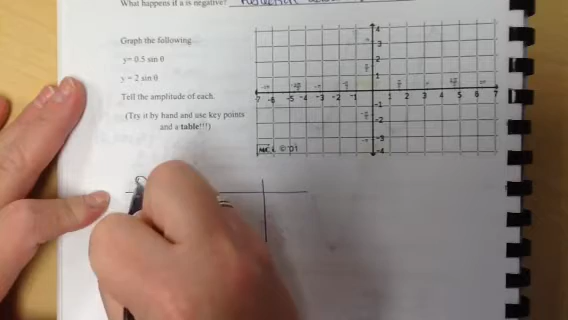 What happens if a is negative?
Graph the following
y= 0.5 sin θ
y = 2 sin θ
Tell the amplitude of each.
(Try it by hand and use key points
and a table!!!)
4
3
2
1
-7 -6 -5 -4 -3 -2 -1 1 2 3 4 5 6 7
-1
-2
-3
-4